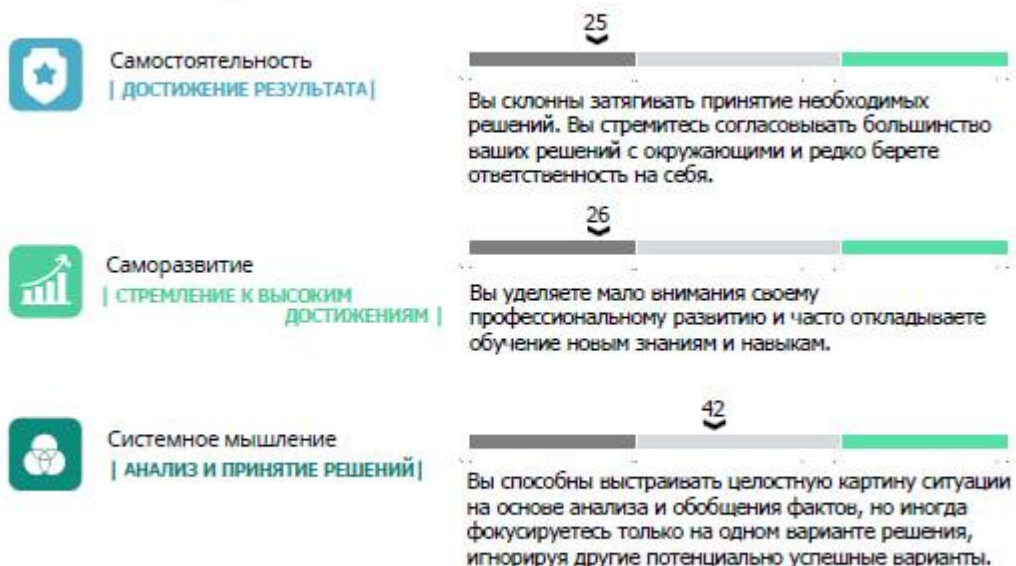 25
Самостоятельность
| ДОСТИЖЕНИЕ РЕЗУЛЬТАТА|
Вы склонны затягивать принятие необходимых
решений. Вы стремитесь согласовывать большинство
ваших решений с окружающими и редко берете
ответственность на себя.
26
Саморазвитие
| СТРЕМЛЕНИЕ К ВЫСОКИМ
ДОСТИЖЕНИЯМ |
Вы уделяете мало внимания своему
профессиональному развитию и часто откладываете
обучение новым знаниям и навыкам.
42
Системное мышление
| АНАЛИЗ И ПРИНЯТИЕ РЕШЕНИЙ|
Вы способны выстраивать целостную картину ситуации
на основе анализа и обобщения фактов, но иногда
фокусируетесь только на одном варианте решения,
игнорируя другие потенциально успешные варианты.